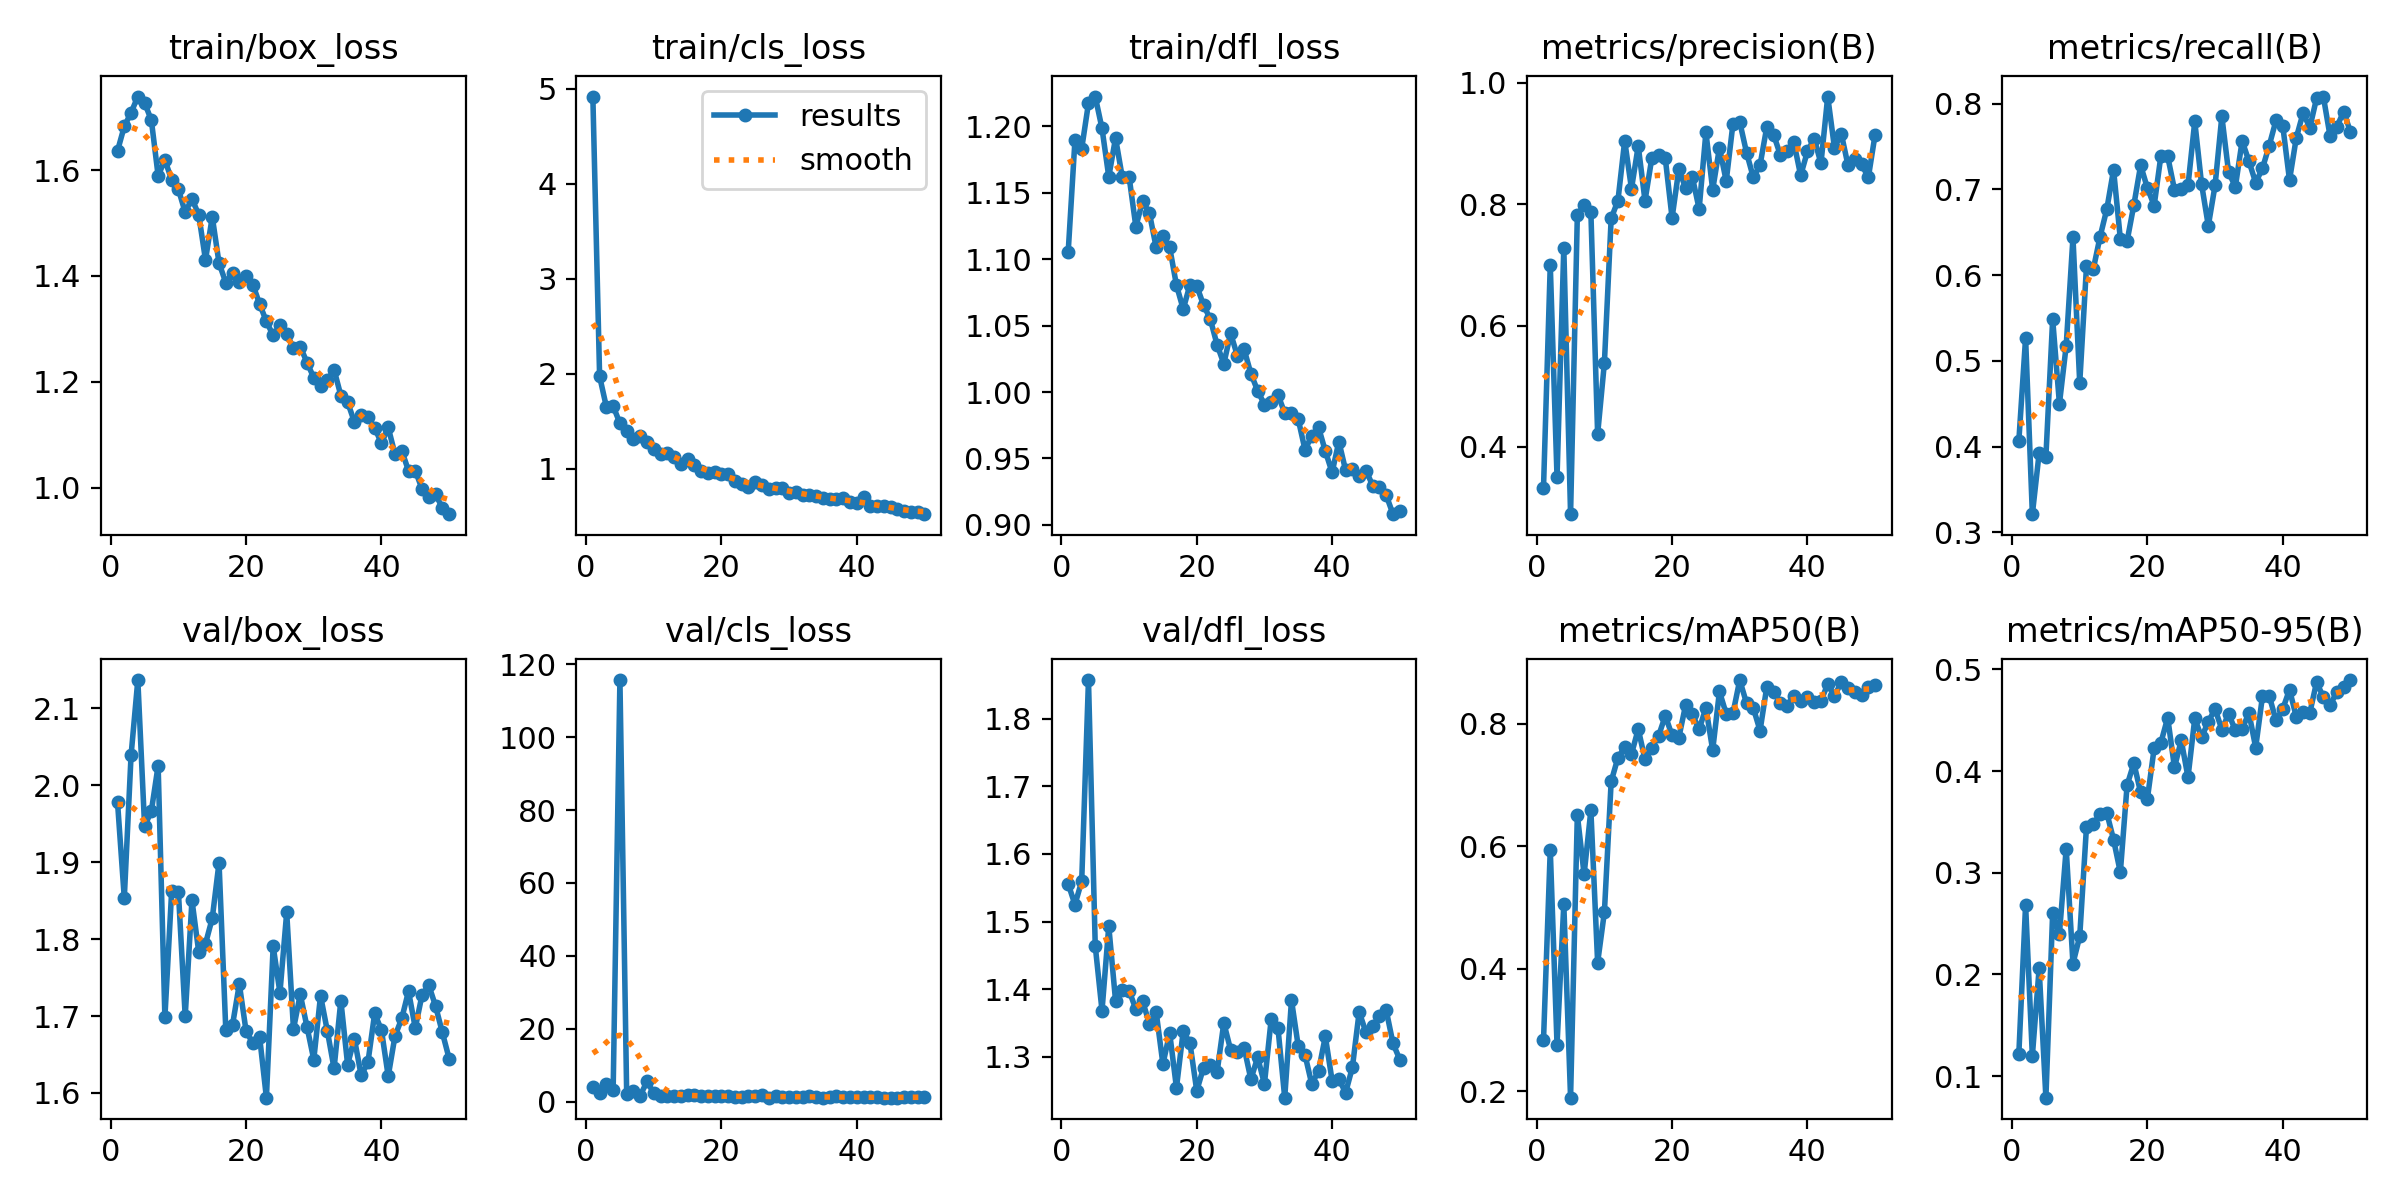 train/box_loss
1.6
1.4
1.2
1.0
0 20 40
train/cls_loss
5
4
3
2
1
0 20 40
results
smooth
train/dfl_loss
1.20
1.15
1.10
1.05
1.00
0.95
0.90
0 20 40
metrics/precision(B)
1.0
0.8
0.6
0.4
0 20 40
metrics/recall(B)
0.8
0.7
0.6
0.5
0.4
0.3
0 20 40
val/box_loss
2.1
2.0
1.9
1.8
1.7
1.6
0 20 40
val/cls_loss
120
100
80
60
40
20
0
0 20 40
val/dfl_loss
1.8
1.7
1.6
1.5
1.4
1.3
0 20 40
metrics/mAP50(B)
0.8
0.6
0.4
0.2
0 20 40
metrics/mAP50-95(B)
0.5
0.4
0.3
0.2
0.1
0 20 40